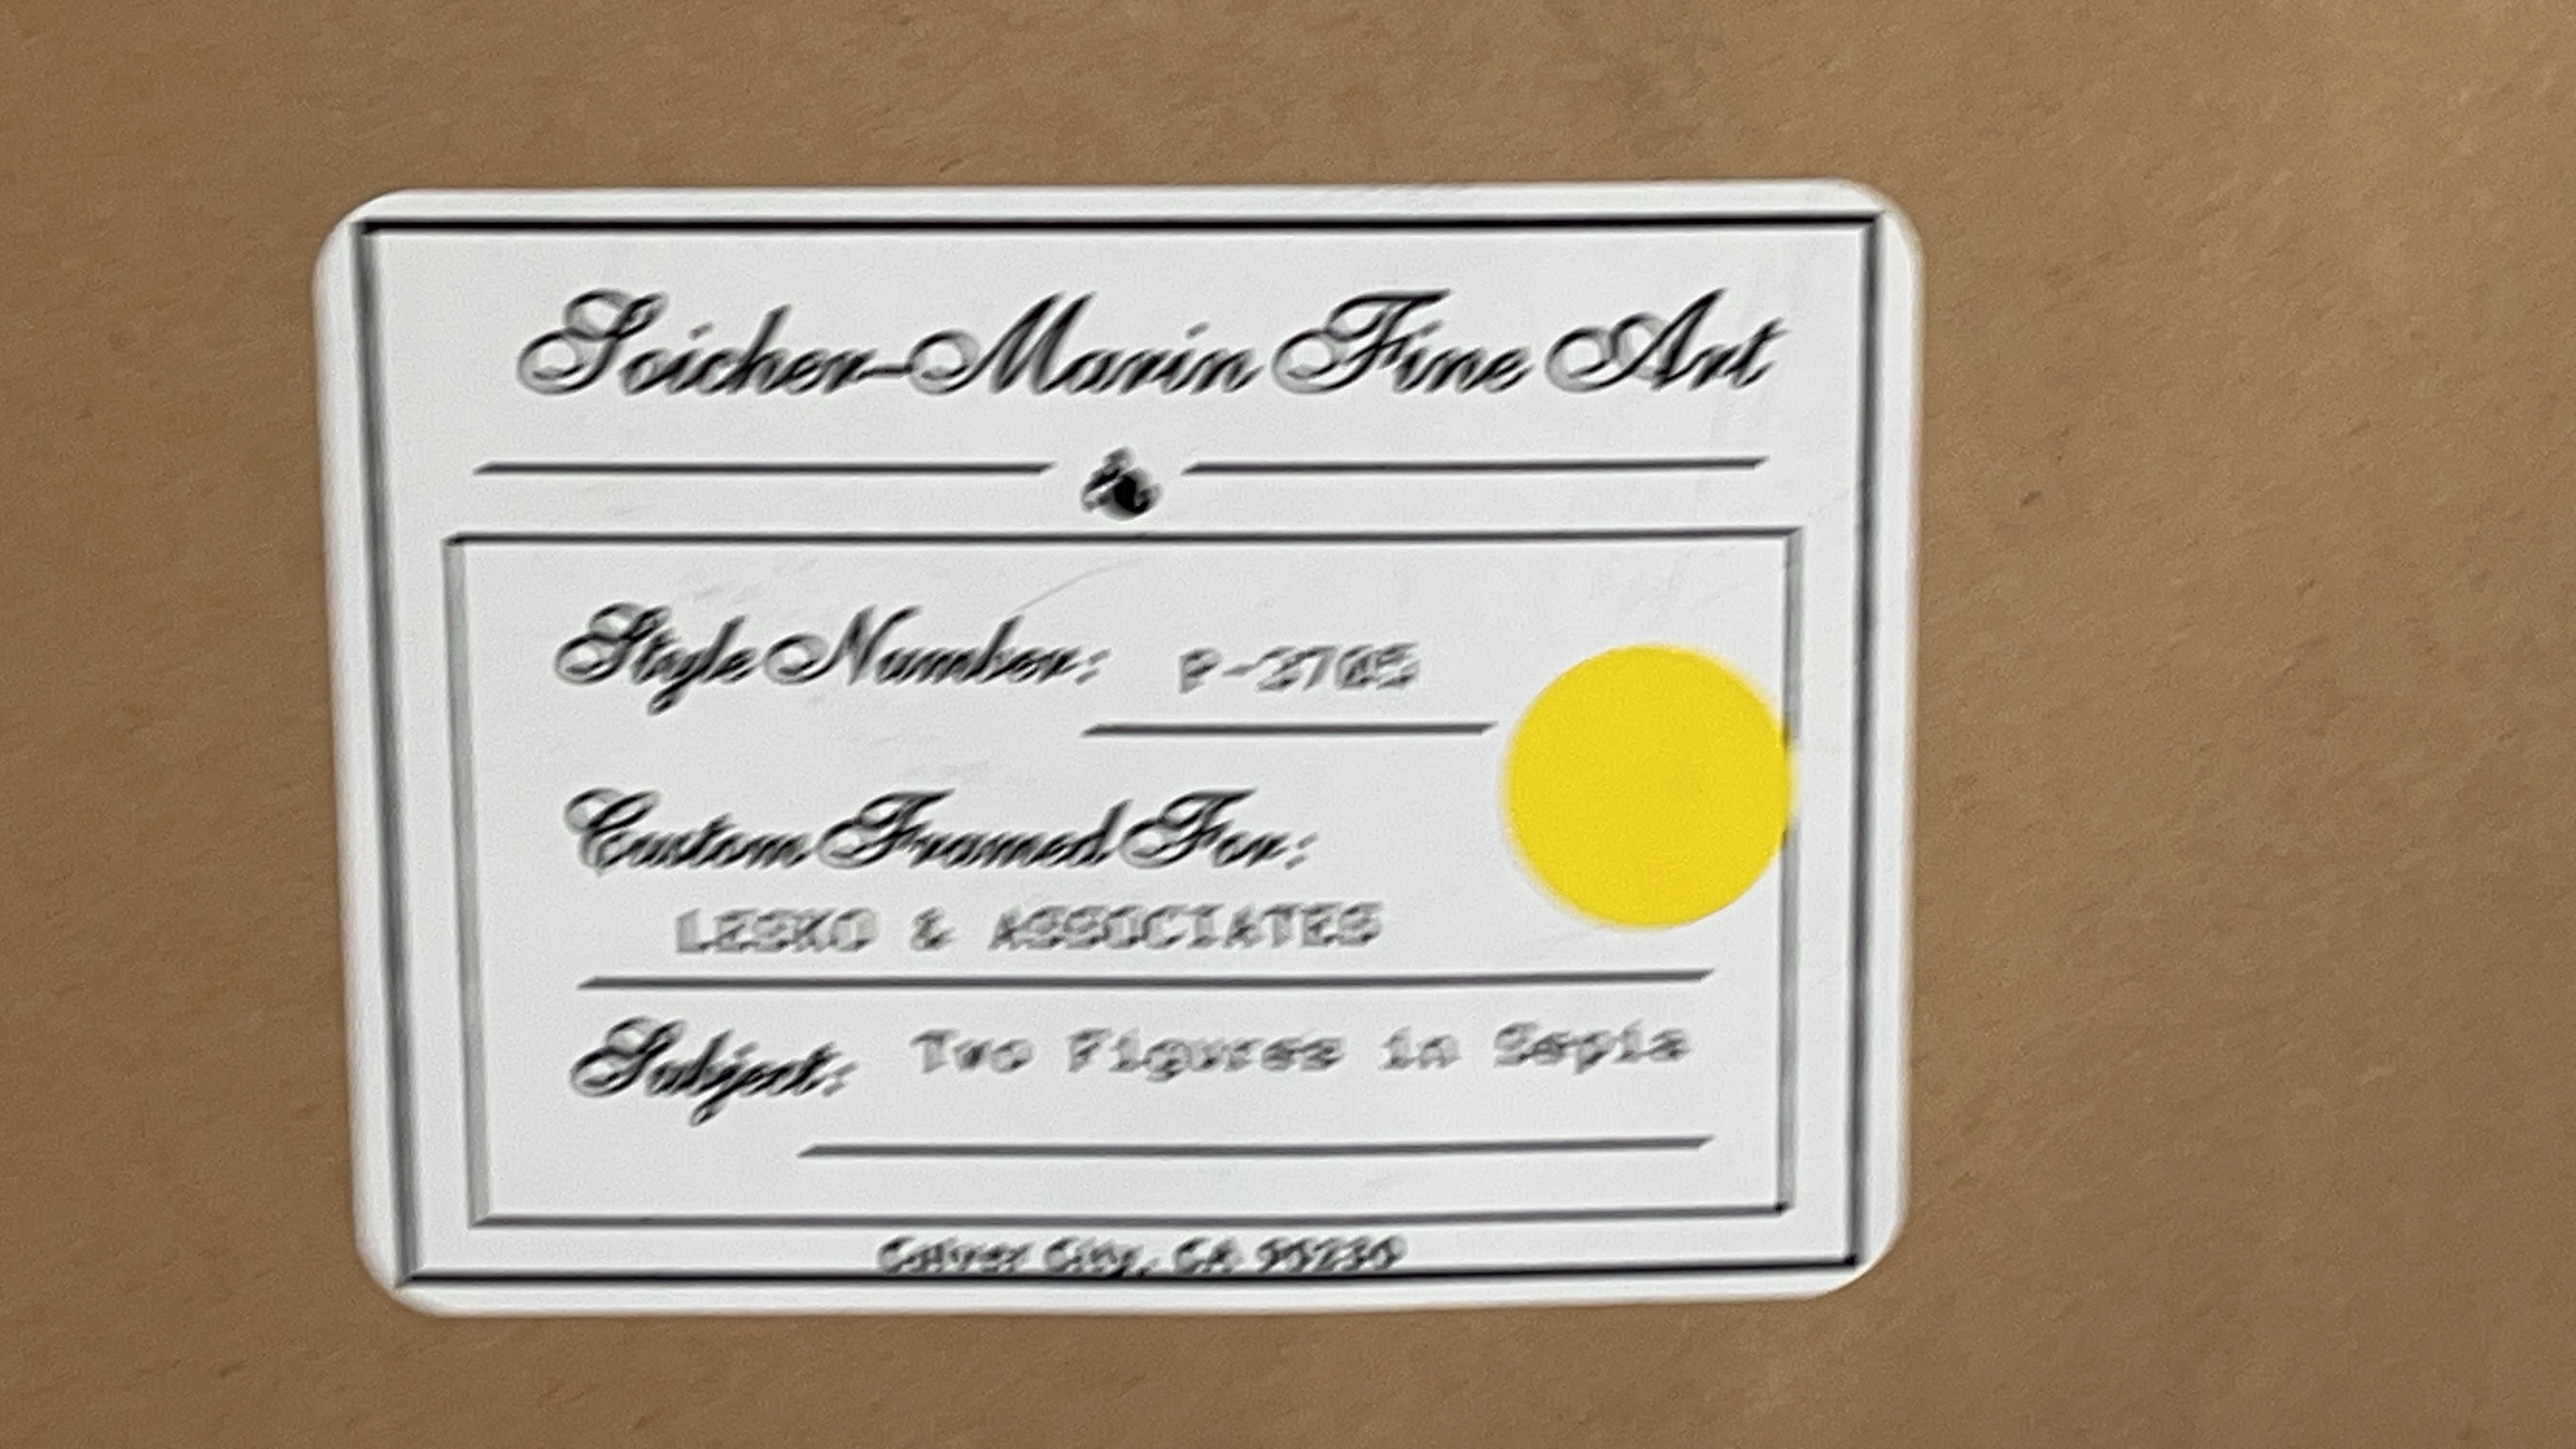 Soicher-Marin Fine Art
Style Number: P-3705
Custom Framed For:
LESKO & ASSOCIATES
Subject: Two Figures in Sepia
Culver City, CA 90230